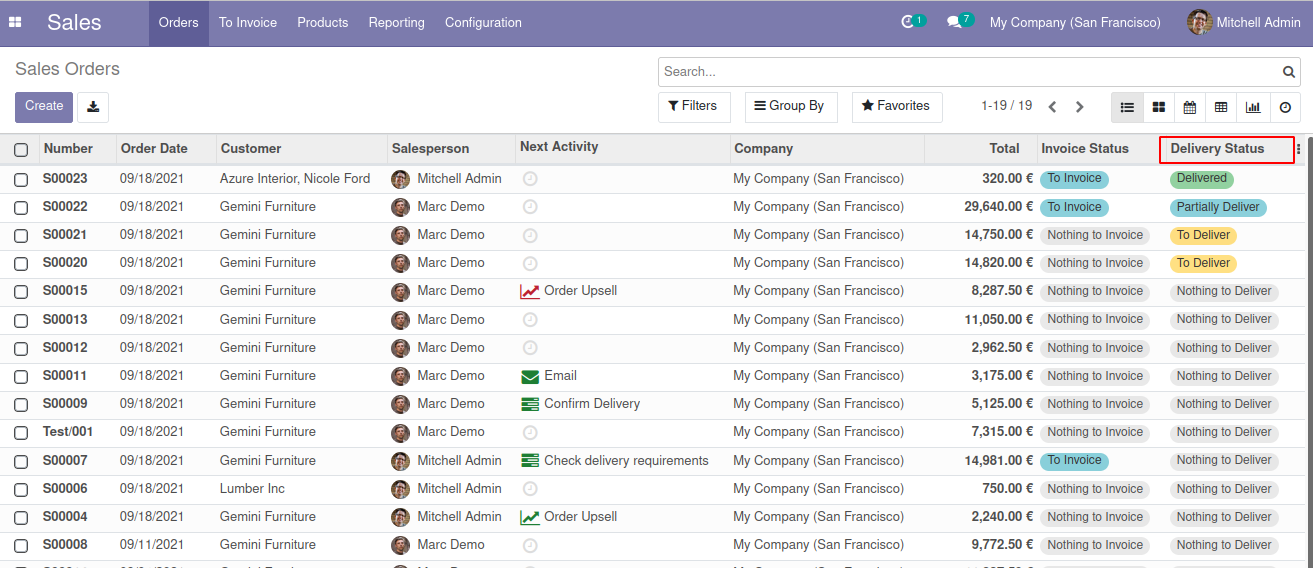 Sales Orders To Invoice Products Reporting Configuration 1 7 My Company (San Francisco) Mitchell Admin
Sales Orders
Search...
Create Filters Group By Favorites 1-19 / 19
Number Order Date Customer Salesperson Next Activity Company Total Invoice Status Delivery Status
S00023 09/18/2021 Azure Interior, Nicole Ford Mitchell Admin My Company (San Francisco) 320.00 € To Invoice Delivered
S00022 09/18/2021 Gemini Furniture Marc Demo My Company (San Francisco) 29,640.00 € To Invoice Partially Deliver
S00021 09/18/2021 Gemini Furniture Marc Demo My Company (San Francisco) 14,750.00 € Nothing to Invoice To Deliver
S00020 09/18/2021 Gemini Furniture Marc Demo My Company (San Francisco) 14,820.00 € Nothing to Invoice To Deliver
S00015 09/18/2021 Gemini Furniture Marc Demo Order Upsell My Company (San Francisco) 8,287.50 € Nothing to Invoice Nothing to Deliver
S00013 09/18/2021 Gemini Furniture Marc Demo My Company (San Francisco) 11,050.00 € Nothing to Invoice Nothing to Deliver
S00012 09/18/2021 Gemini Furniture Marc Demo My Company (San Francisco) 2,962.50 € Nothing to Invoice Nothing to Deliver
S00011 09/18/2021 Gemini Furniture Marc Demo Email My Company (San Francisco) 3,175.00 € Nothing to Invoice Nothing to Deliver
S00009 09/18/2021 Gemini Furniture Marc Demo Confirm Delivery My Company (San Francisco) 5,125.00 € Nothing to Invoice Nothing to Deliver
Test/001 09/18/2021 Gemini Furniture Marc Demo My Company (San Francisco) 7,315.00 € Nothing to Invoice Nothing to Deliver
S00007 09/18/2021 Gemini Furniture Mitchell Admin Check delivery requirements My Company (San Francisco) 14,981.00 € To Invoice Nothing to Deliver
S00006 09/18/2021 Lumber Inc Mitchell Admin My Company (San Francisco) 750.00 € Nothing to Invoice Nothing to Deliver
S00004 09/18/2021 Gemini Furniture Mitchell Admin Order Upsell My Company (San Francisco) 2,240.00 € Nothing to Invoice Nothing to Deliver
S00008 09/11/2021 Gemini Furniture Marc Demo My Company (San Francisco) 9,772.50 € Nothing to Invoice Nothing to Deliver